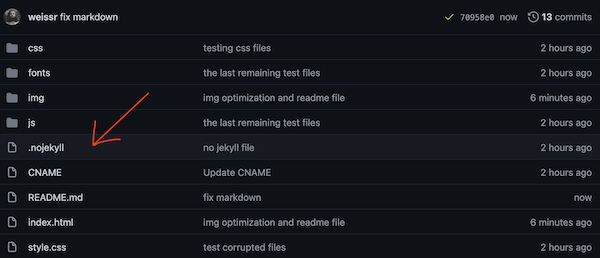 weissr fix markdown 70958e0 now 13 commits
css testing css files 2 hours ago
fonts the last remaining test files 2 hours ago
img img optimization and readme file 6 minutes ago
js the last remaining test files 2 hours ago
.nojekyll no jekyll file 2 hours ago
CNAME Update CNAME 2 hours ago
README.md fix markdown now
index.html img optimization and readme file 6 minutes ago
style.css test corrupted files 2 hours ago